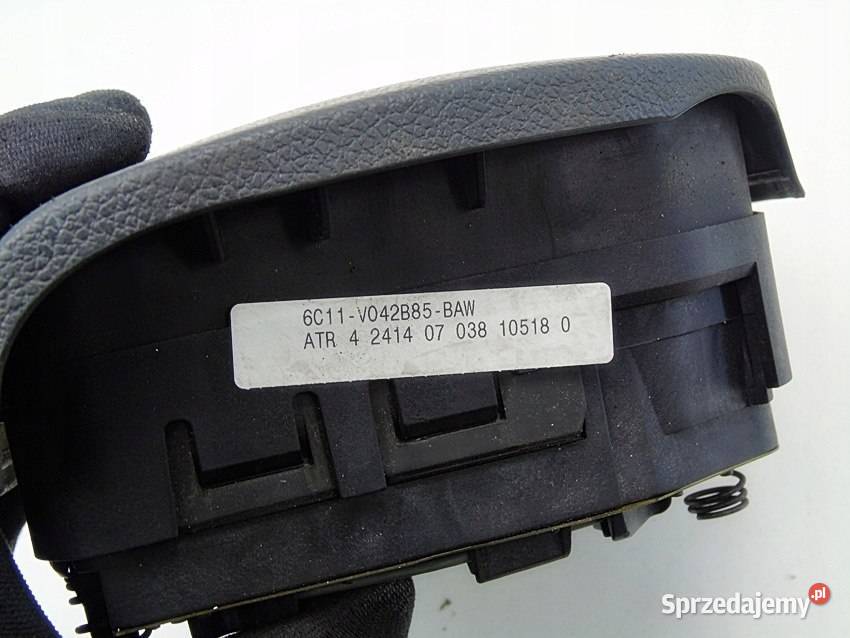 6C11-V042B85-BAW
ATR 4 2414 07 038 10518 0
Sprzedajemy.pl